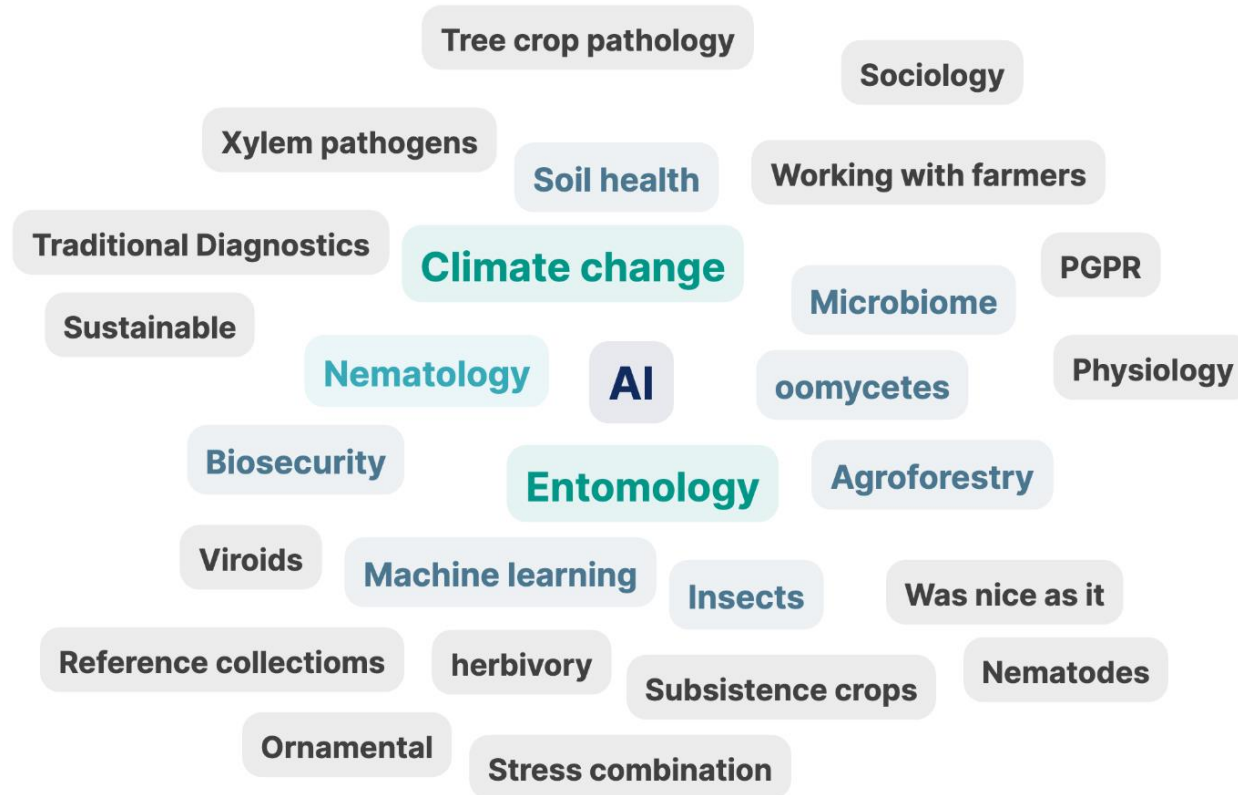 Tree crop pathology
Sociology
Xylem pathogens
Soil health
Working with farmers
Traditional Diagnostics
Climate change
PGPR
Microbiome
Sustainable
Nematology
AI
oomycetes
Physiology
Biosecurity
Entomology
Agroforestry
Viroids
Machine learning
Insects
Was nice as it
Reference collectioms
herbivory
Subsistence crops
Nematodes
Ornamental
Stress combination